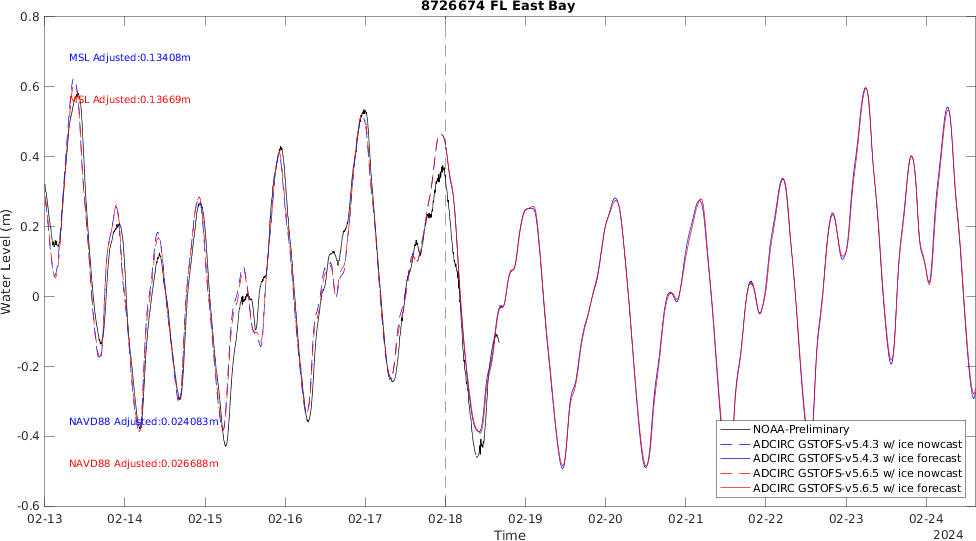 8726674 FL East Bay
0.8
MSL Adjusted:0.13408m
0.6
MSL Adjusted:0.13669m
0.4
0.2
Water Level (m)
0
-0.2
NAVD88 Adjusted:0.024083m
-0.4
NAVD88 Adjusted:0.026688m
-0.6
NOAA-Preliminary
ADCIRC GSTOFS-v5.4.3 w/ ice nowcast
ADCIRC GSTOFS-v5.4.3 w/ ice forecast
ADCIRC GSTOFS-v5.6.5 w/ ice nowcast
ADCIRC GSTOFS-v5.6.5 w/ ice forecast
02-13 02-14 02-15 02-16 02-17 02-18 02-19 02-20 02-21 02-22 02-23 02-24
Time
2024